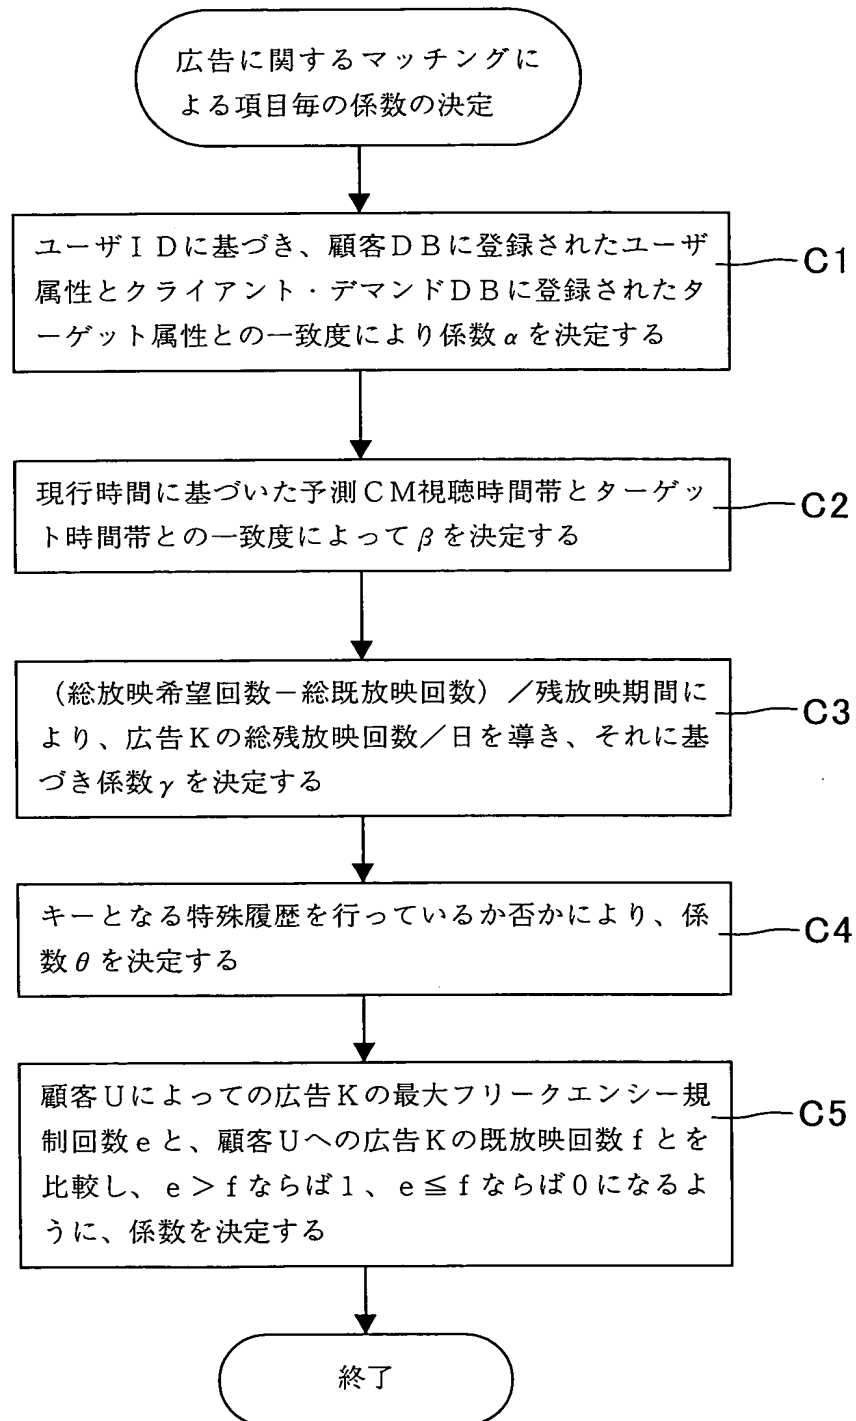 広告に関するマッチングに
よる項目毎の係数の決定
ユーザＩＤに基づき、顧客ＤＢに登録されたユーザ
属性とクライアント・デマンドＤＢに登録されたタ
ーゲット属性との一致度により係数αを決定する
C1
現行時間に基づいた予測ＣＭ視聴時間帯とターゲッ
ト時間帯との一致度によってβを決定する
C2
（総放映希望回数－総既放映回数）／残放映期間に
より、広告Ｋの総残放映回数／日を導き、それに基
づき係数γを決定する
C3
キーとなる特殊履歴を行っているか否かにより、係
数θを決定する
C4
顧客Ｕによっての広告Ｋの最大フリークエンシー規
制回数ｅと、顧客Ｕへの広告Ｋの既放映回数ｆとを
比較し、ｅ＞ｆならば１、ｅ≦ｆならば０になるよ
うに、係数を決定する
C5
終了